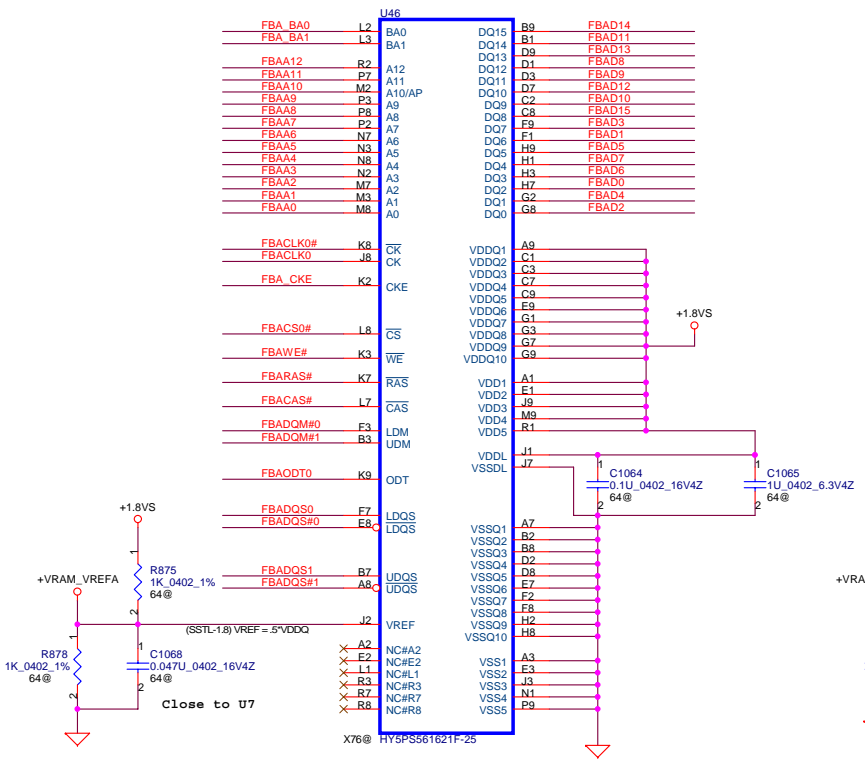 U46
FBA_BA0 L2 BA0 DQ15 B9 FBAD14
FBA_BA1 L3 BA1 DQ14 B1 FBAD11
DQ13 D9 FBAD13
FBAA12 R2 A12 DQ12 D1 FBAD8
FBAA11 P7 A11 DQ11 D3 FBAD9
FBAA10 M2 A10/AP DQ10 D7 FBAD12
FBAA9 P3 A9 DQ9 C2 FBAD10
FBAA8 P8 A8 DQ8 C8 FBAD15
FBAA7 P2 A7 DQ7 F9 FBAD3
FBAA6 N7 A6 DQ6 F1 FBAD1
FBAA5 N3 A5 DQ5 H9 FBAD5
FBAA4 N8 A4 DQ4 H1 FBAD7
FBAA3 N2 A3 DQ3 H3 FBAD6
FBAA2 M7 A2 DQ2 H7 FBAD0
FBAA1 M3 A1 DQ1 G2 FBAD4
FBAA0 M8 A0 DQ0 G8 FBAD2
FBACLK0# K8 CK VDDQ1 A9
FBACLK0 J8 CK VDDQ2 C1
VDDQ3 C3
FBA_CKE K2 CKE VDDQ4 C7
VDDQ5 C9
VDDQ6 E9
VDDQ7 G1
+1.8VS
FBACS0# L8 CS VDDQ8 G3
VDDQ9 G7
FBAWE# K3 WE VDDQ10 G9
FBARAS# K7 RAS VDD1 A1
VDD2 E1
FBACAS# L7 CAS VDD3 J9
VDD4 M9
FBADQM#0 F3 LDM VDD5 R1
FBADQM#1 B3 UDM
VDDL J1
VSSDL J7
FBAODT0 K9 ODT
1 C1064 1 C1065
0.1U_0402_16V4Z 1U_0402_6.3V4Z
2 64@ 2 64@
+1.8VS
FBADQS0 F7 LDQS
FBADQS#0 E8 LDQS VSSQ1 A7
VSSQ2 B2
VSSQ3 B8
VSSQ4 D2
FBADQS1 B7 UDQS VSSQ5 D8
FBADQS#1 A8 UDQS VSSQ6 E7
VSSQ7 F2
VSSQ8 F8
J2 VREF VSSQ9 H2
VSSQ10 H8
1 R875
1K_0402_1%
2 64@
+VRAM_VREFA
+VRA
(SSTL-1.8) VREF = .5*VDDQ
A2 NC#A2
E2 NC#E2 VSS1 A3
L1 NC#L1 VSS2 E3
R3 NC#R3 VSS3 J3
R7 NC#R7 VSS4 N1
R8 NC#R8 VSS5 P9
1 R878
1K_0402_1%
2 64@
1 C1068
0.047U_0402_16V4Z
2 64@
Close to U7
X76@ HY5PS561621F-25